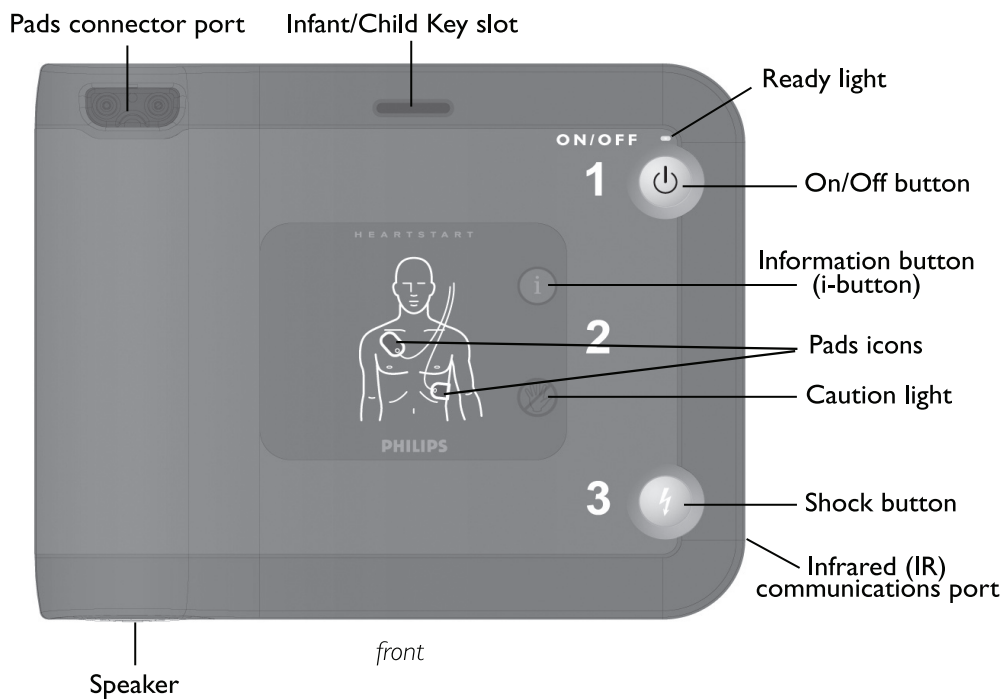 Pads connector port
Infant/Child Key slot
Ready light
ON/OFF
1
On/Off button
HEARTSTART
Information button
(i-button)
i
2
Pads icons
Caution light
PHILIPS
3
Shock button
Infrared (IR)
communications port
front
Speaker